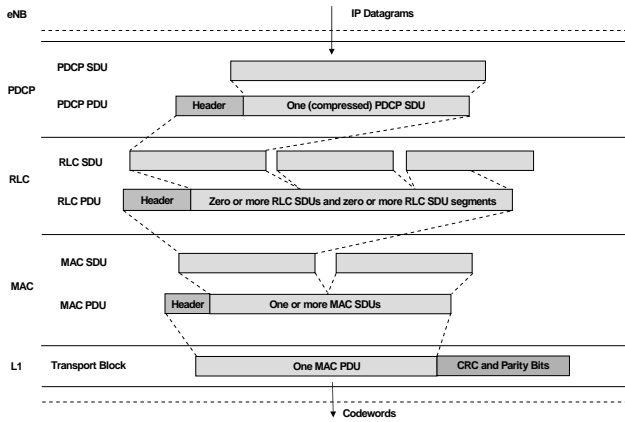 eNB
IP Datagrams
PDCP SDU
PDCP
PDCP PDU
Header
One (compressed) PDCP SDU
RLC SDU
RLC
RLC PDU
Header
Zero or more RLC SDUs and zero or more RLC SDU segments
MAC SDU
MAC
MAC PDU
Header
One or more MAC SDUs
L1
Transport Block
One MAC PDU
CRC and Parity Bits
Codewords